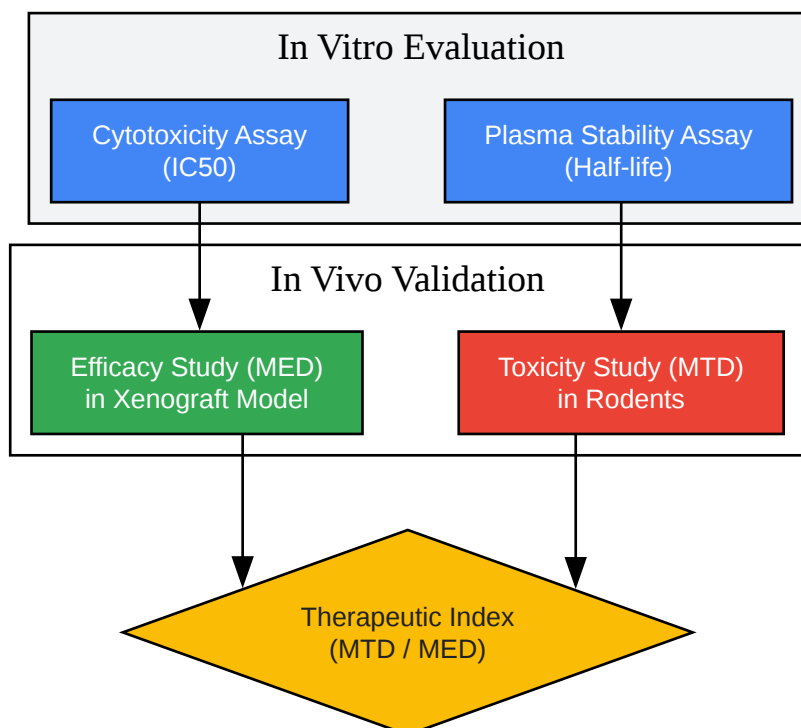 In Vitro Evaluation
Cytotoxicity Assay
(IC50)
Plasma Stability Assay
(Half-life)
In Vivo Validation
Efficacy Study (MED)
in Xenograft Model
Toxicity Study (MTD)
in Rodents
Therapeutic Index
(MTD / MED)